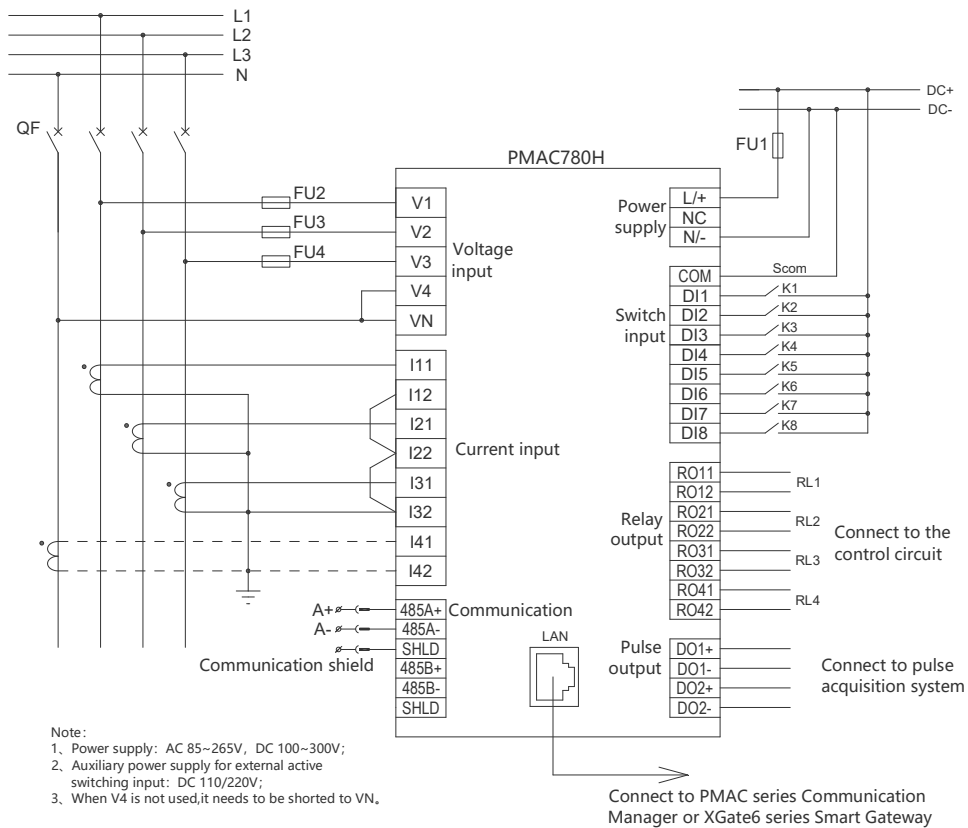 L1
L2
L3
N
DC+
DC-
QF
FU1
PMAC780H
FU2
FU3
FU4
V1
V2
V3
V4
VN
Voltage
input
Power
supply
L/+
NC
N/-
Scom
COM
DI1
DI2
DI3
DI4
DI5
DI6
DI7
DI8
Switch
input
K1
K2
K3
K4
K5
K6
K7
K8
I11
I12
I21
I22
I31
I32
I41
I42
Current input
RO11
RO12
RO21
RO22
RO31
RO32
RO41
RO42
Relay
output
RL1
RL2
RL3
RL4
Connect to the
control circuit
A+
A-
Communication shield
485A+
485A-
SHLD
485B+
485B-
SHLD
Communication
LAN
Pulse
output
DO1+
DO1-
DO2+
DO2-
Connect to pulse
acquisition system
Note：
1、Power supply：AC 85~265V，DC 100~300V；
2、Auxiliary power supply for external active
switching input：DC 110/220V；
3、When V4 is not used,it needs to be shorted to VN。
Connect to PMAC series Communication
Manager or XGate6 series Smart Gateway